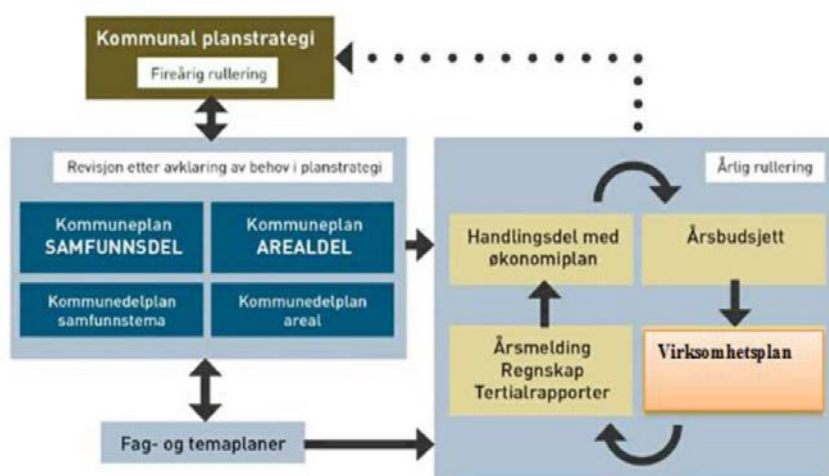 Kommunal planstrategi
Fireårig rullering
Revisjon etter avklaring av behov i planstrategi
Kommuneplan
SAMFUNNSDEL
Kommuneplan
AREALDEL
Kommunedelplan
samfunnstema
Kommunedelplan
areal
Fag- og temaplaner
Årlig rullering
Handlingsdel med
økonomiplan
Årsbudsjett
Årsmelding
Regnskap
Tertialrapporter
Virksomhetsplan